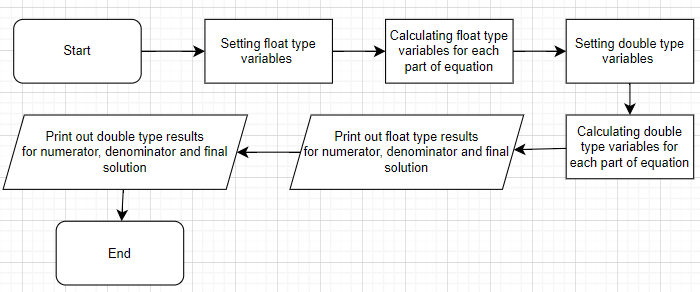 Start
Setting float type
variables
Calculating float type
variables for each
part of equation
Setting double type
variables
Calculating double
type variables for
each part of equation
Print out float type results
for numerator, denominator and final
solution
Print out double type results
for numerator, denominator and final
solution
End